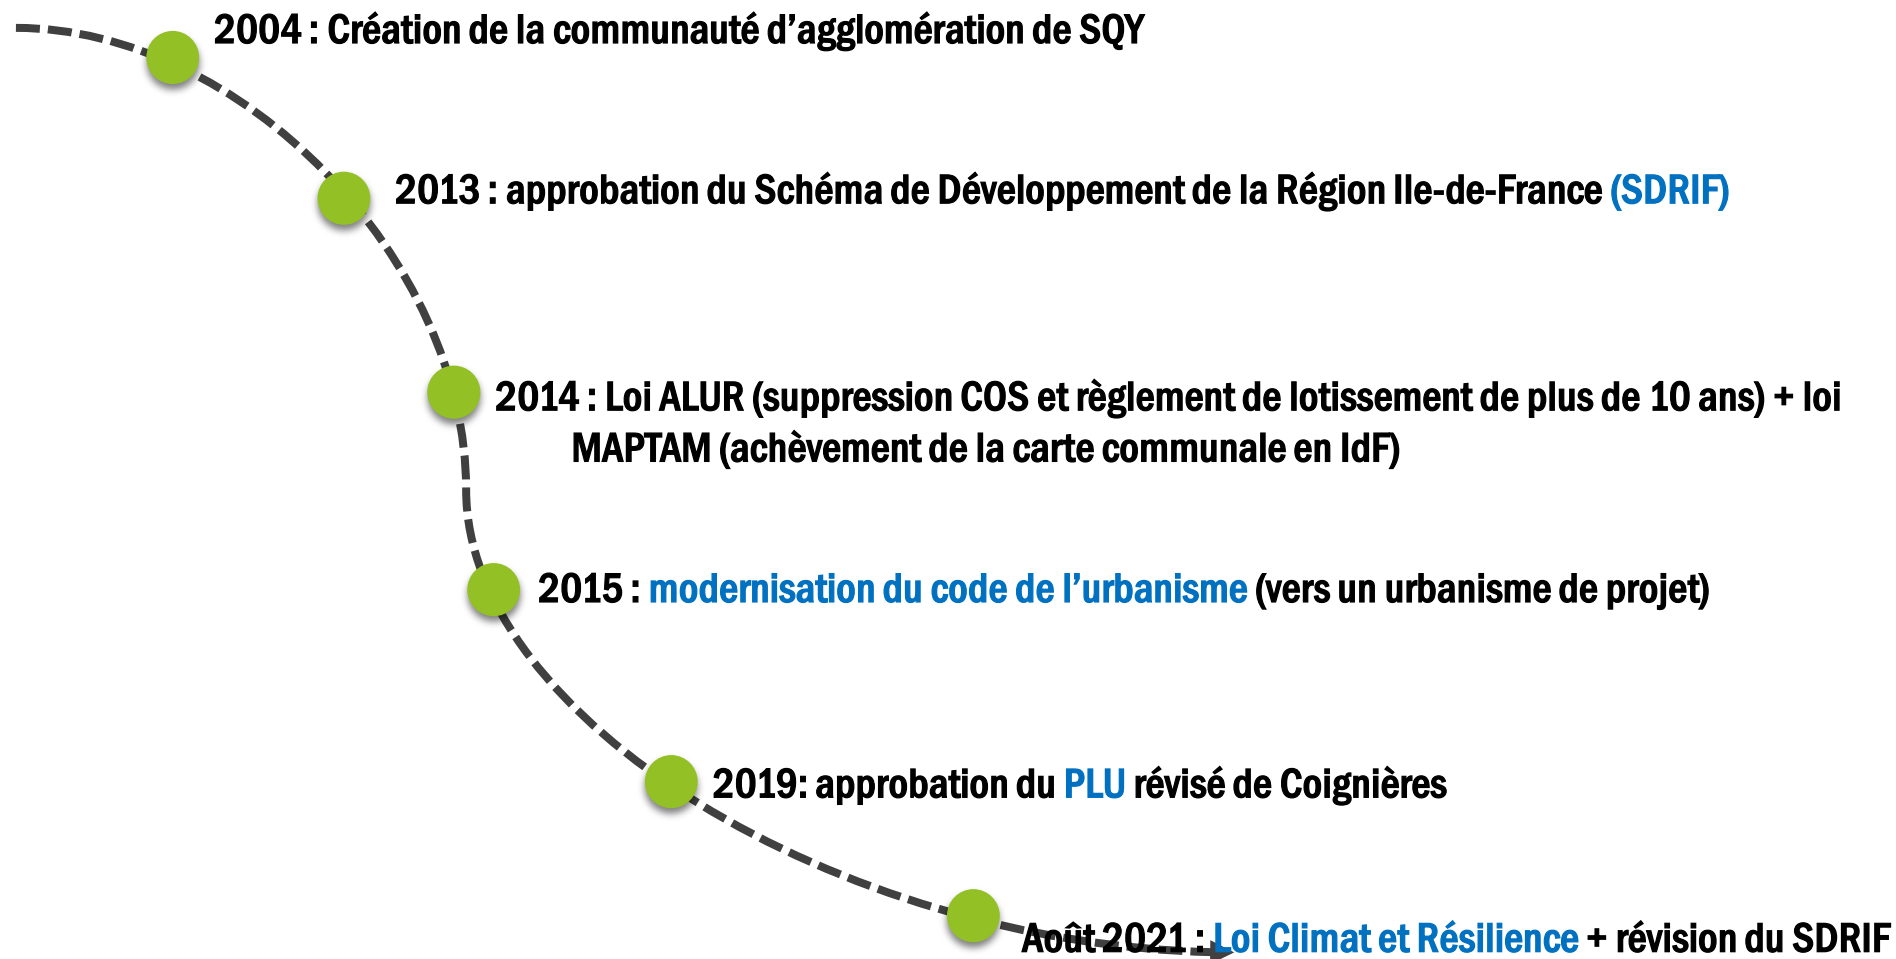 2004 : Création de la communauté d’agglomération de SQY
2013 : approbation du Schéma de Développement de la Région Ile-de-France (SDRIF)
2014 : Loi ALUR (suppression COS et règlement de lotissement de plus de 10 ans) + loi
MAPTAM (achèvement de la carte communale en IdF)
2015 : modernisation du code de l’urbanisme (vers un urbanisme de projet)
2019: approbation du PLU révisé de Coignières
Août 2021 : Loi Climat et Résilience + révision du SDRIF